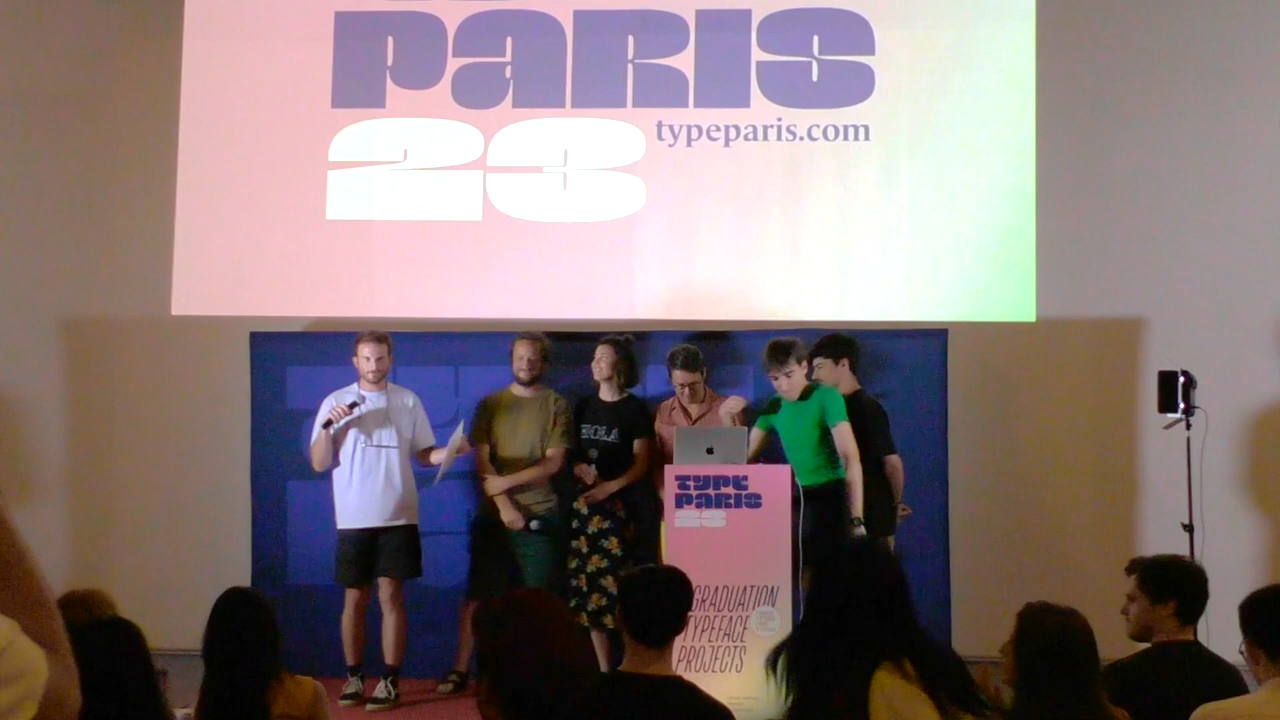 PARIS
23
typeparis.com
HOLA
TYPE
PARIS
23
GRADUATION
TYPEFACE
PROJECTS